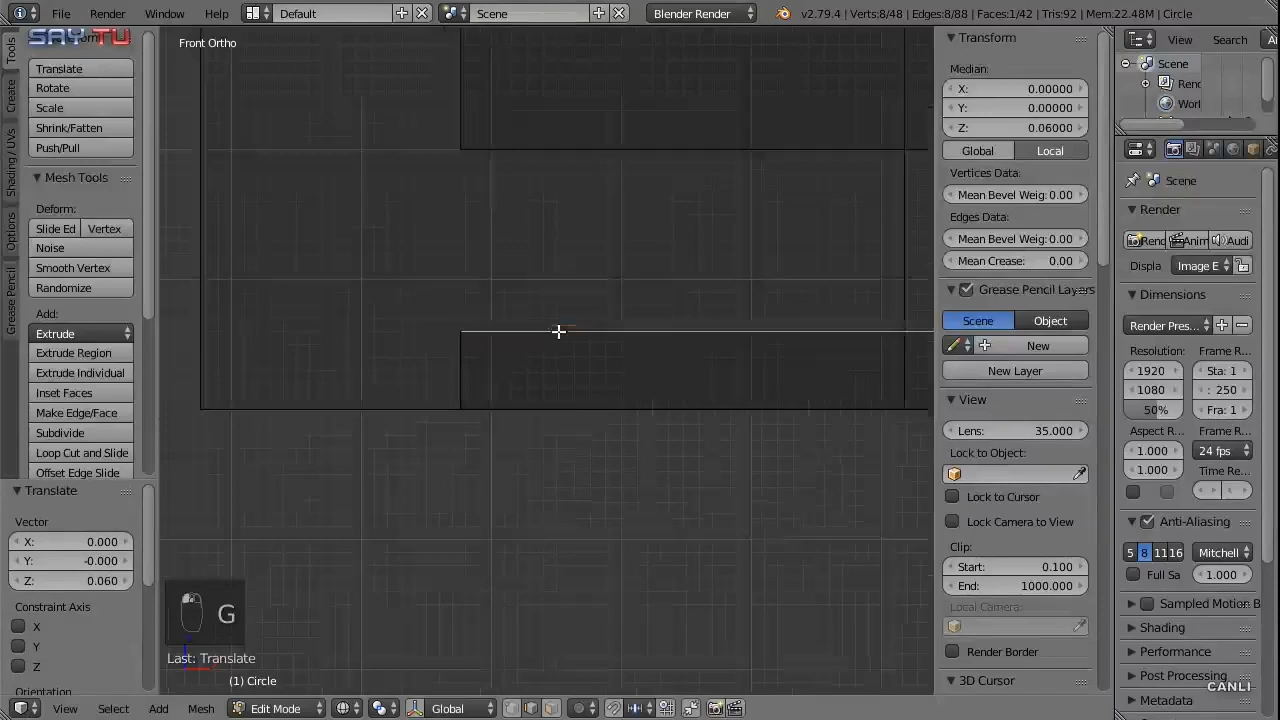 File
Render
Window
Help
Default
Scene
Blender Render
v2.79.4 | Verts:8/48 | Edges:8/88 | Faces:1/42 | Tris:92 | Mem:22.48M | Circle
SAY TU
Tools
Create
Shading / UVs
Options
Grease Pencil
Translate
Rotate
Scale
Shrink/Fatten
Push/Pull
Mesh Tools
Deform:
Slide Ed
Vertex
Noise
Smooth Vertex
Randomize
Add:
Extrude
Extrude Region
Extrude Individual
Inset Faces
Make Edge/Face
Subdivide
Loop Cut and Slide
Offset Edge Slide
Translate
Vector
X: 0.000
Y: -0.000
Z: 0.060
Constraint Axis
X
Y
Z
Orientation
Front Ortho
G
Last: Translate
(1) Circle
View
Select
Add
Mesh
Edit Mode
Global
Transform
Median:
X: 0.00000
Y: 0.00000
Z: 0.06000
Global
Local
Vertices Data:
Mean Bevel Weig: 0.00
Edges Data:
Mean Bevel Weig: 0.00
Mean Crease: 0.00
Grease Pencil Layers
Scene
Object
New
New Layer
View
Lens: 35.000
Lock to Object:
Lock to Cursor
Lock Camera to View
Clip:
Start: 0.100
End: 1000.000
Local Camera:
Render Border
3D Cursor
View
Search
Scene
Rend
Worl
Scene
Render
Rend
Anim
Audi
Displa
Image E
Dimensions
Render Pres...
Resolution:
Frame R...
1920
Sta: 1
1080
: 250
50%
Fra: 1
Aspect R...
Frame R...
1.000
24 fps
1.000
Time Re...
Anti-Aliasing
5
8
11
16
Mitchell
Full Sa
1.000
Sampled Motion B
Shading
Performance
Post Processing
Metadata
CANLI